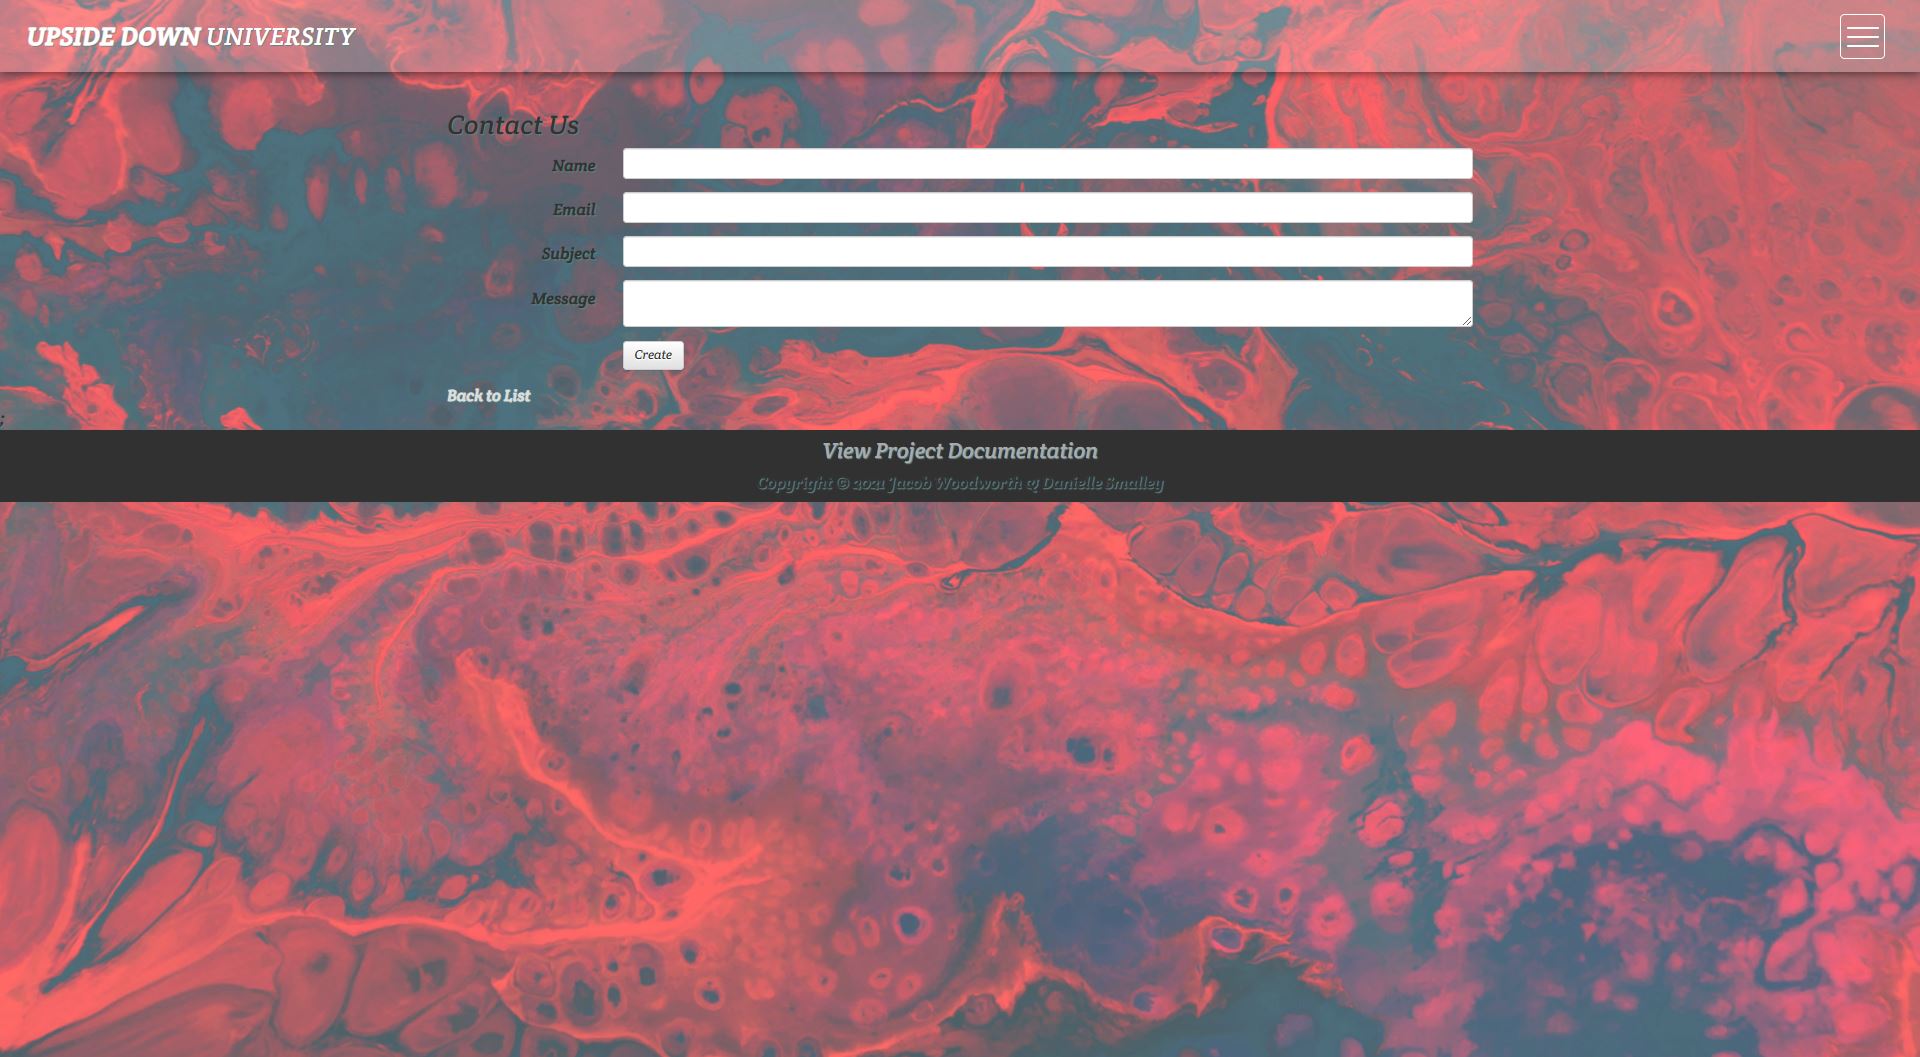 UPSIDE DOWN UNIVERSITY
Contact Us
Name
Email
Subject
Message
Create
Back to List
;
View Project Documentation
Copyright © 2021 Jacob Woodworth & Danielle Smalley